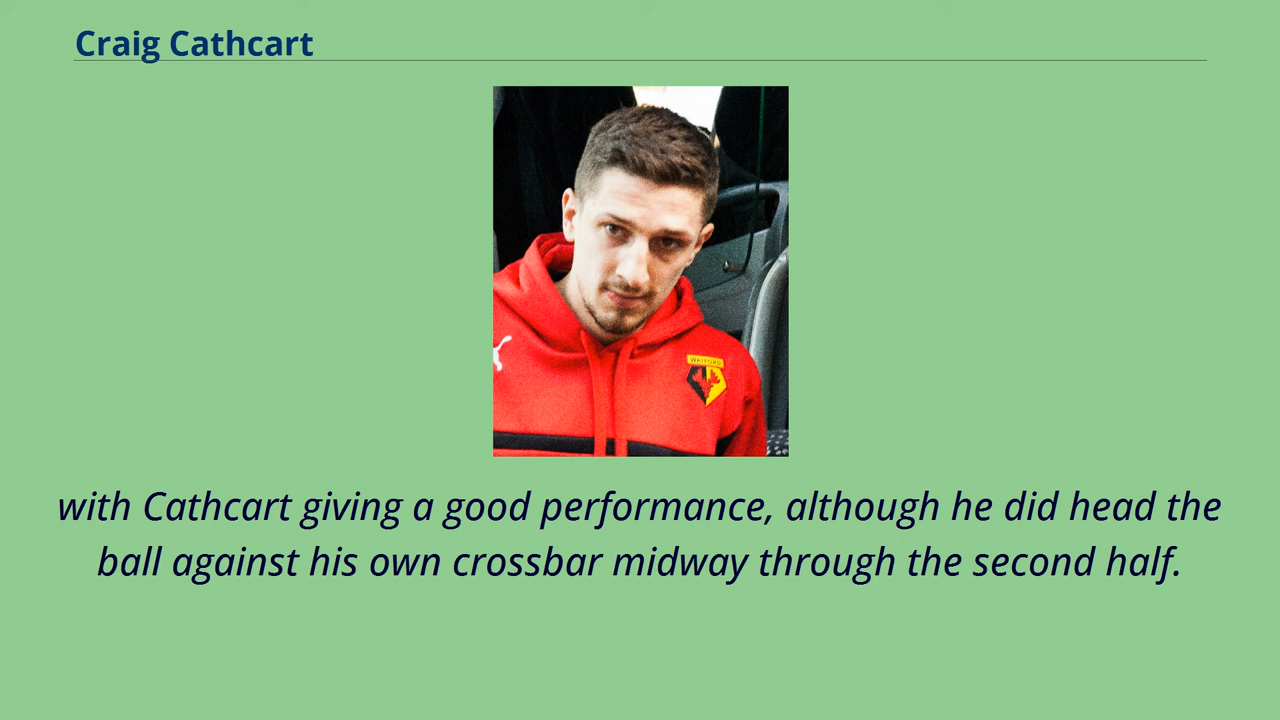 Craig Cathcart
WATFORD
with Cathcart giving a good performance, although he did head the
ball against his own crossbar midway through the second half.